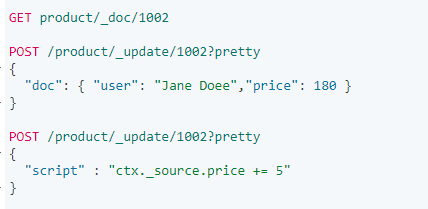 GET product/_doc/1002
POST /product/_update/1002?pretty
{
"doc": { "user": "Jane Doee","price": 180 }
}
POST /product/_update/1002?pretty
{
"script" : "ctx._source.price += 5"
}